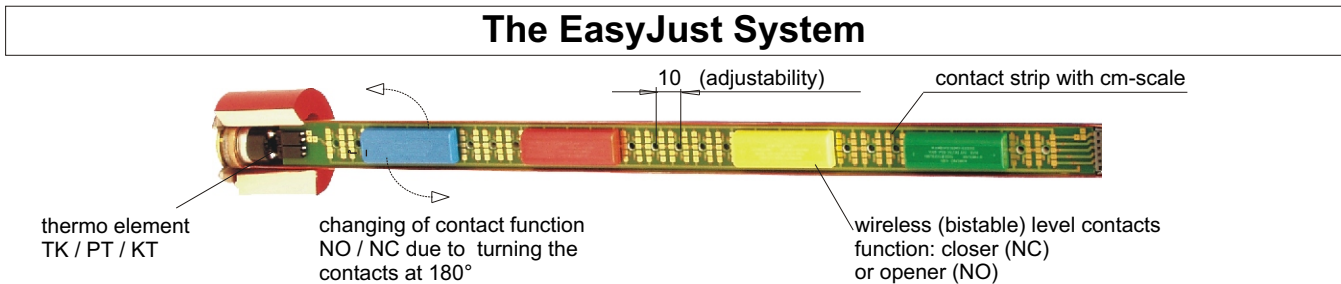 The EasyJust System
10 (adjustability)
contact strip with cm-scale
thermo element
TK / PT / KT
changing of contact function
NO / NC due to turning the
contacts at 180°
wireless (bistable) level contacts
function: closer (NC)
or opener (NO)